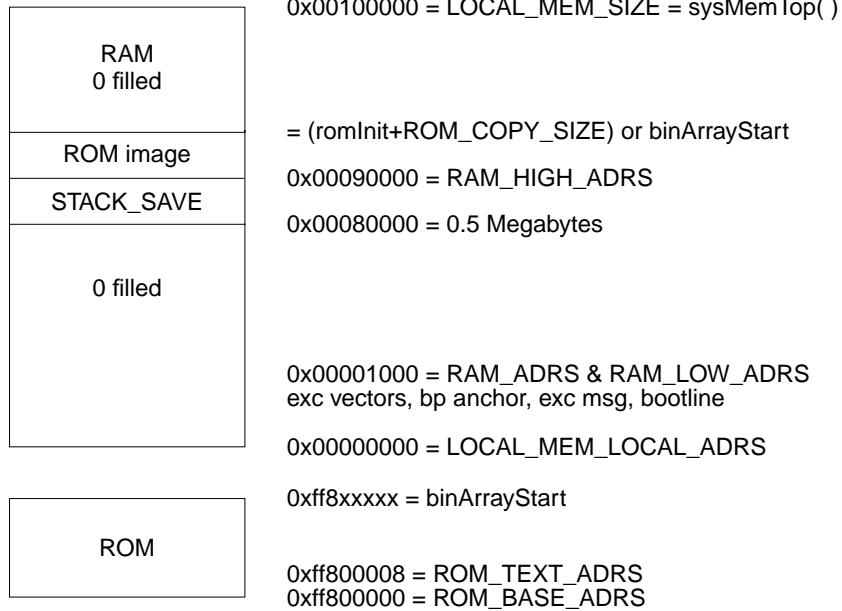 0x00100000 = LOCAL_MEM_SIZE = sysMemTop( )
RAM
0 filled
= (romInit+ROM_COPY_SIZE) or binArrayStart
ROM image
0x00090000 = RAM_HIGH_ADRS
STACK_SAVE
0x00080000 = 0.5 Megabytes
0 filled
0x00001000 = RAM_ADRS & RAM_LOW_ADRS
exc vectors, bp anchor, exc msg, bootline
0x00000000 = LOCAL_MEM_LOCAL_ADRS
0xff8xxxxx = binArrayStart
ROM
0xff800008 = ROM_TEXT_ADRS
0xff800000 = ROM_BASE_ADRS